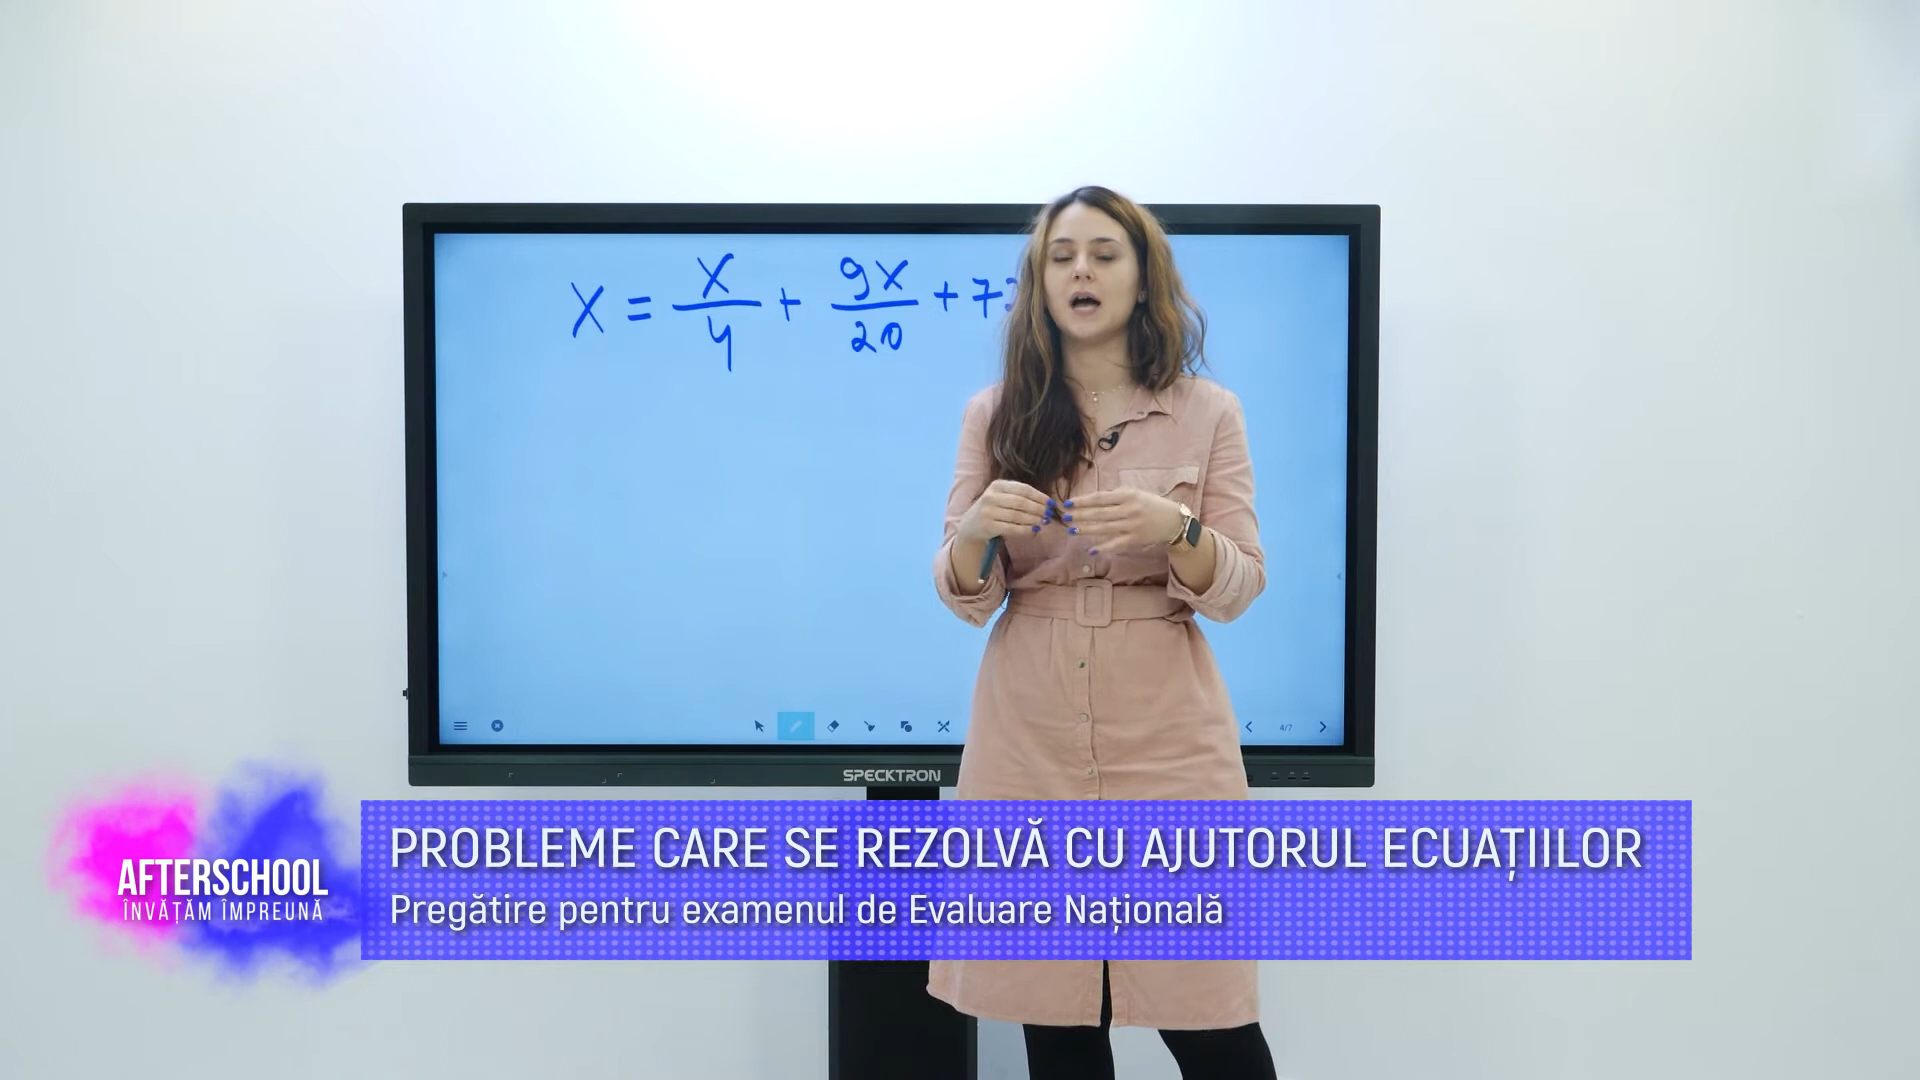 x = x/4 + 9x/20 + 7
4/7
SPECKTRON
AFTERSCHOOL
ÎNVĂȚĂM ÎMPREUNĂ
PROBLEME CARE SE REZOLVĂ CU AJUTORUL ECUAȚIILOR
Pregătire pentru examenul de Evaluare Națională